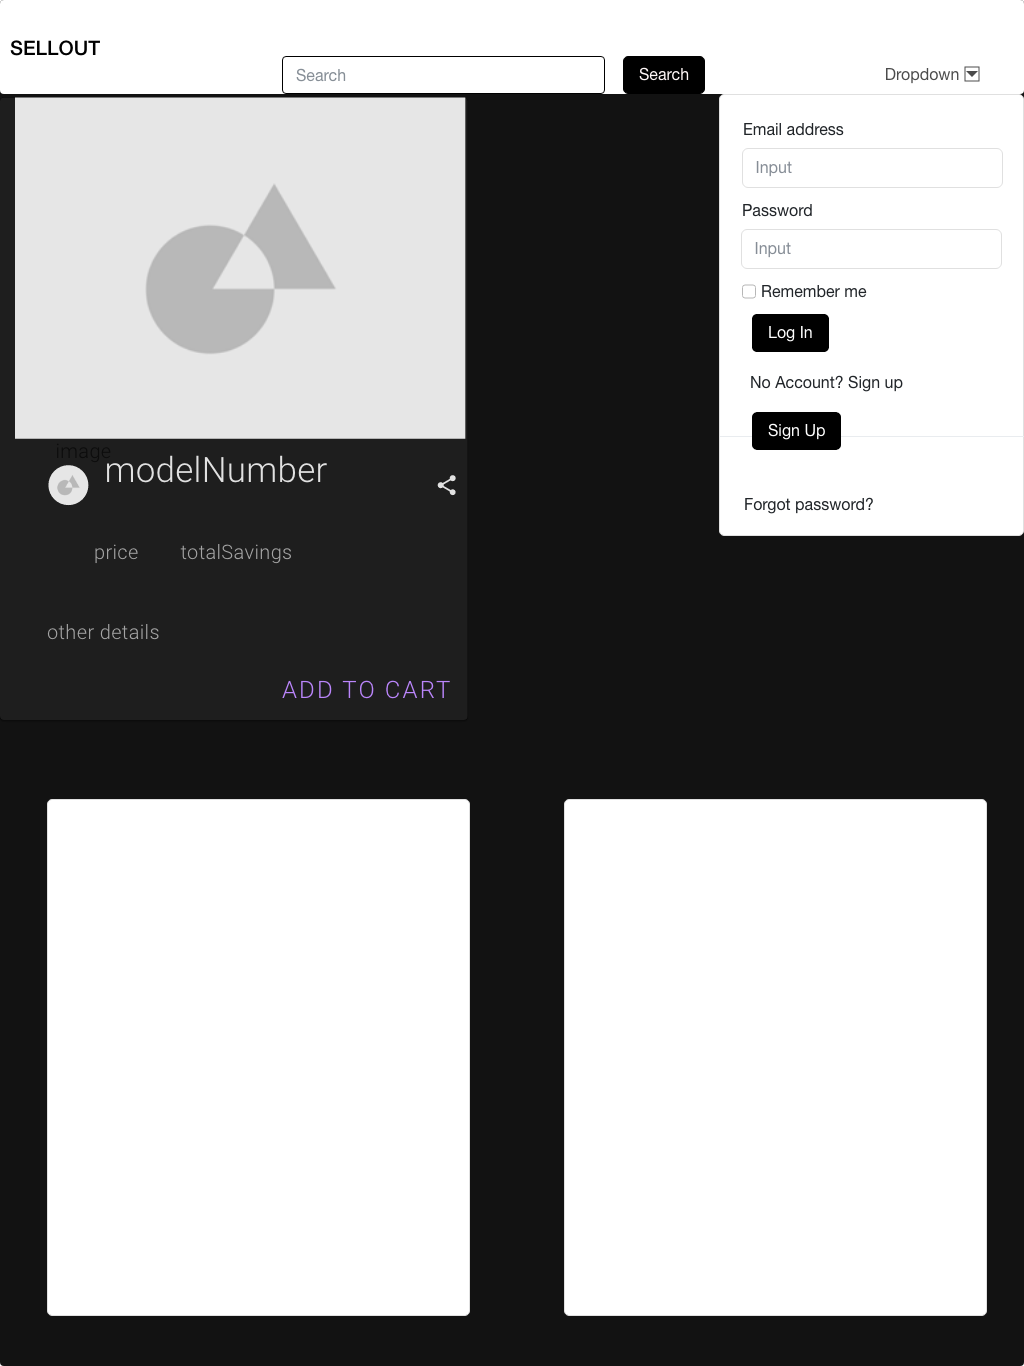 SELLOUT
Search
Search
Dropdown
Email address
Input
Password
Input
Remember me
Log In
No Account? Sign up
Sign Up
Forgot password?
image
modelNumber
price totalSavings
other details
ADD TO CART